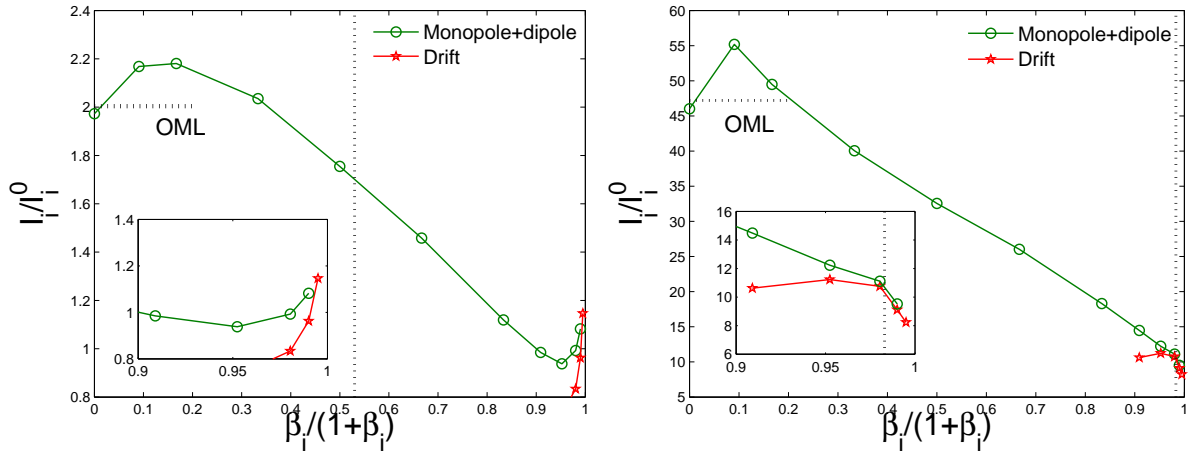 2.4
2.2
2
1.8
1.6
1.4
1.2
1
0.8
I_i/I_i^0
Monopole+dipole
Drift
OML
1.4
1.2
1
0.8
0.9 0.95 1
0 0.1 0.2 0.3 0.4 0.5 0.6 0.7 0.8 0.9 1
β_i/(1+β_i)
60
55
50
45
40
35
30
25
20
15
10
5
I_i/I_i^0
Monopole+dipole
Drift
OML
16
14
12
10
8
6
0.9 0.95 1
0 0.1 0.2 0.3 0.4 0.5 0.6 0.7 0.8 0.9 1
β_i/(1+β_i)